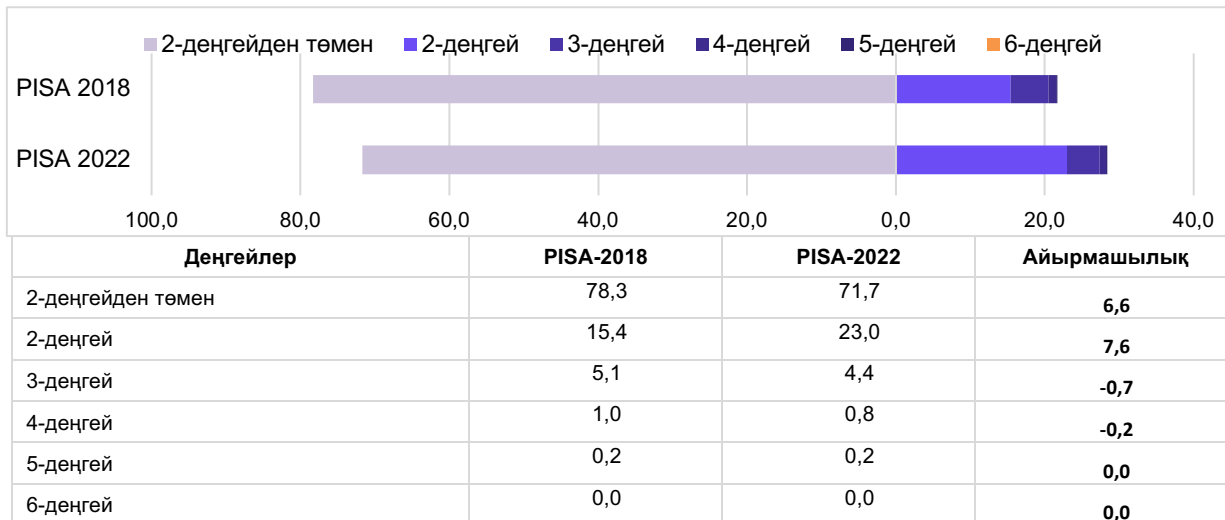 2-деңгейден төмен 2-деңгей 3-деңгей 4-деңгей 5-деңгей 6-деңгей
PISA 2018
PISA 2022
100,0 80,0 60,0 40,0 20,0 0,0 20,0 40,0
Деңгейлер PISA-2018 PISA-2022 Айырмашылық
2-деңгейден төмен 78,3 71,7 6,6
2-деңгей 15,4 23,0 7,6
3-деңгей 5,1 4,4 -0,7
4-деңгей 1,0 0,8 -0,2
5-деңгей 0,2 0,2 0,0
6-деңгей 0,0 0,0 0,0